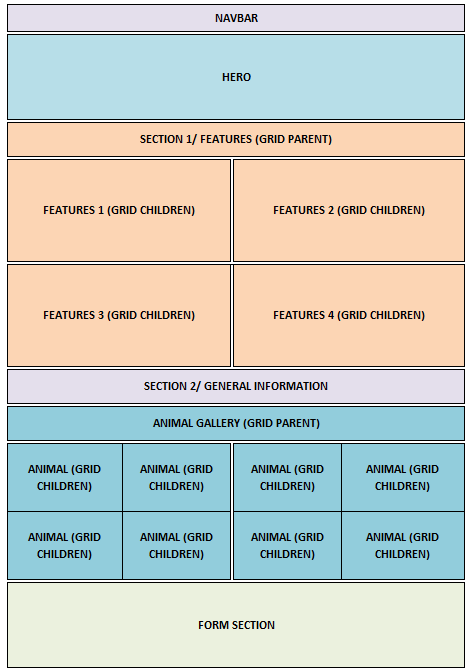 NAVBAR
HERO
SECTION 1/ FEATURES (GRID PARENT)
FEATURES 1 (GRID CHILDREN)
FEATURES 2 (GRID CHILDREN)
FEATURES 3 (GRID CHILDREN)
FEATURES 4 (GRID CHILDREN)
SECTION 2/ GENERAL INFORMATION
ANIMAL GALLERY (GRID PARENT)
ANIMAL (GRID
CHILDREN)
ANIMAL (GRID
CHILDREN)
ANIMAL (GRID
CHILDREN)
ANIMAL (GRID
CHILDREN)
ANIMAL (GRID
CHILDREN)
ANIMAL (GRID
CHILDREN)
ANIMAL (GRID
CHILDREN)
ANIMAL (GRID
CHILDREN)
FORM SECTION